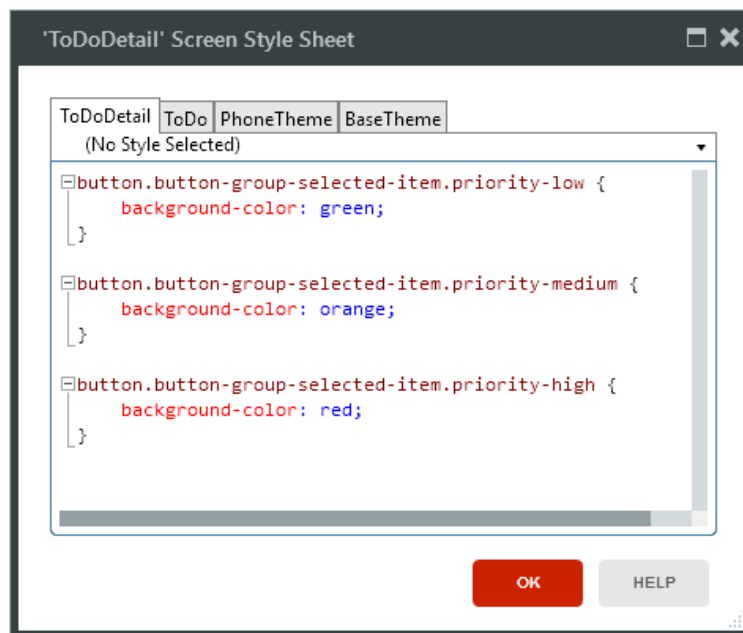 'ToDoDetail' Screen Style Sheet
ToDoDetail ToDo PhoneTheme BaseTheme
(No Style Selected)
button.button-group-selected-item.priority-low {
background-color: green;
}
button.button-group-selected-item.priority-medium {
background-color: orange;
}
button.button-group-selected-item.priority-high {
background-color: red;
}
OK HELP